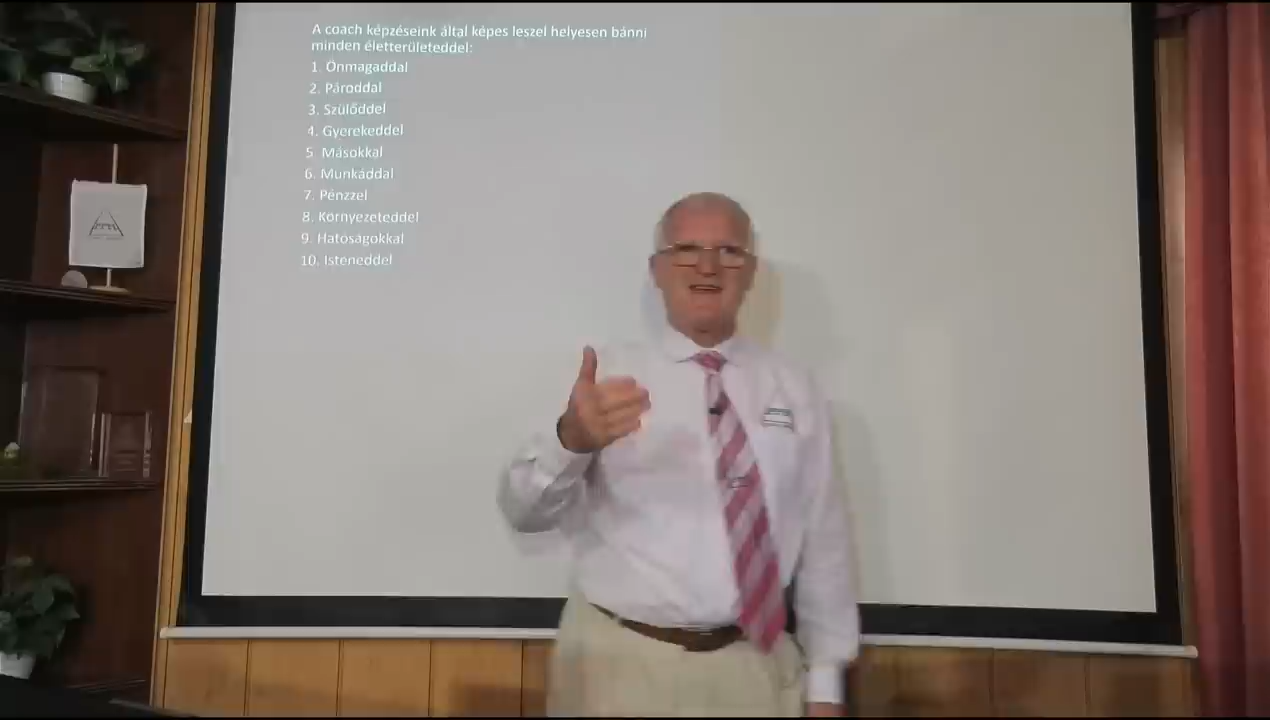 A coach képzéseink által képes leszel helyesen bánni
minden életterületeddel:
1. Önmagaddal
2. Pároddal
3. Szülőddel
4. Gyerekeddel
5 Másokkal
6. Munkáddal
7. Pénzzel
8. Környezeteddel
9. Hatóságokkal
10. Isteneddel